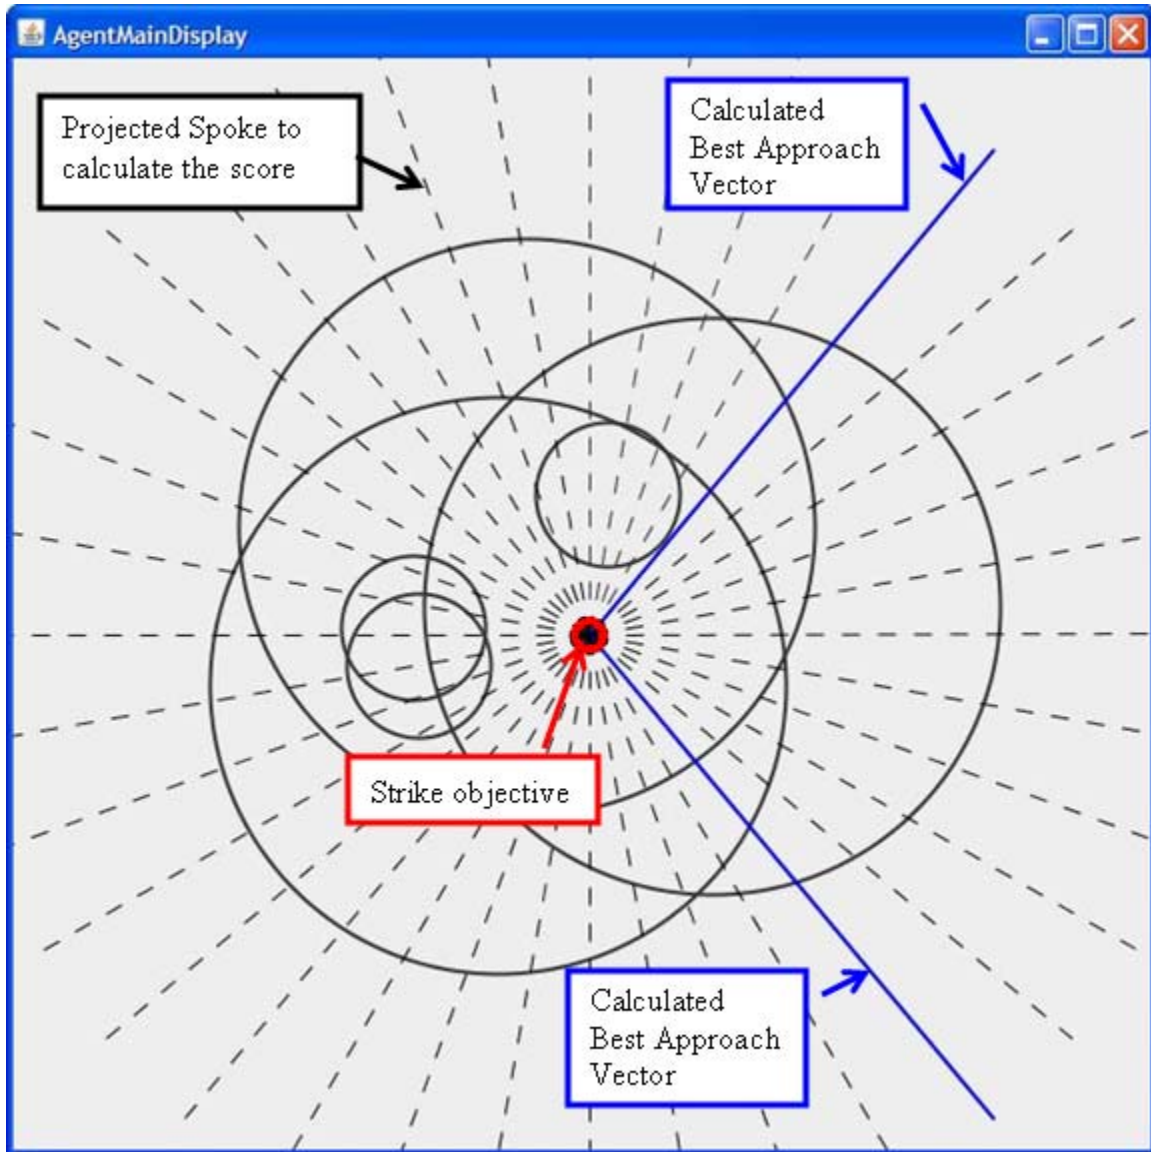 AgentMainDisplay
Projected Spoke to
calculate the score
Calculated
Best Approach
Vector
Strike objective
Calculated
Best Approach
Vector